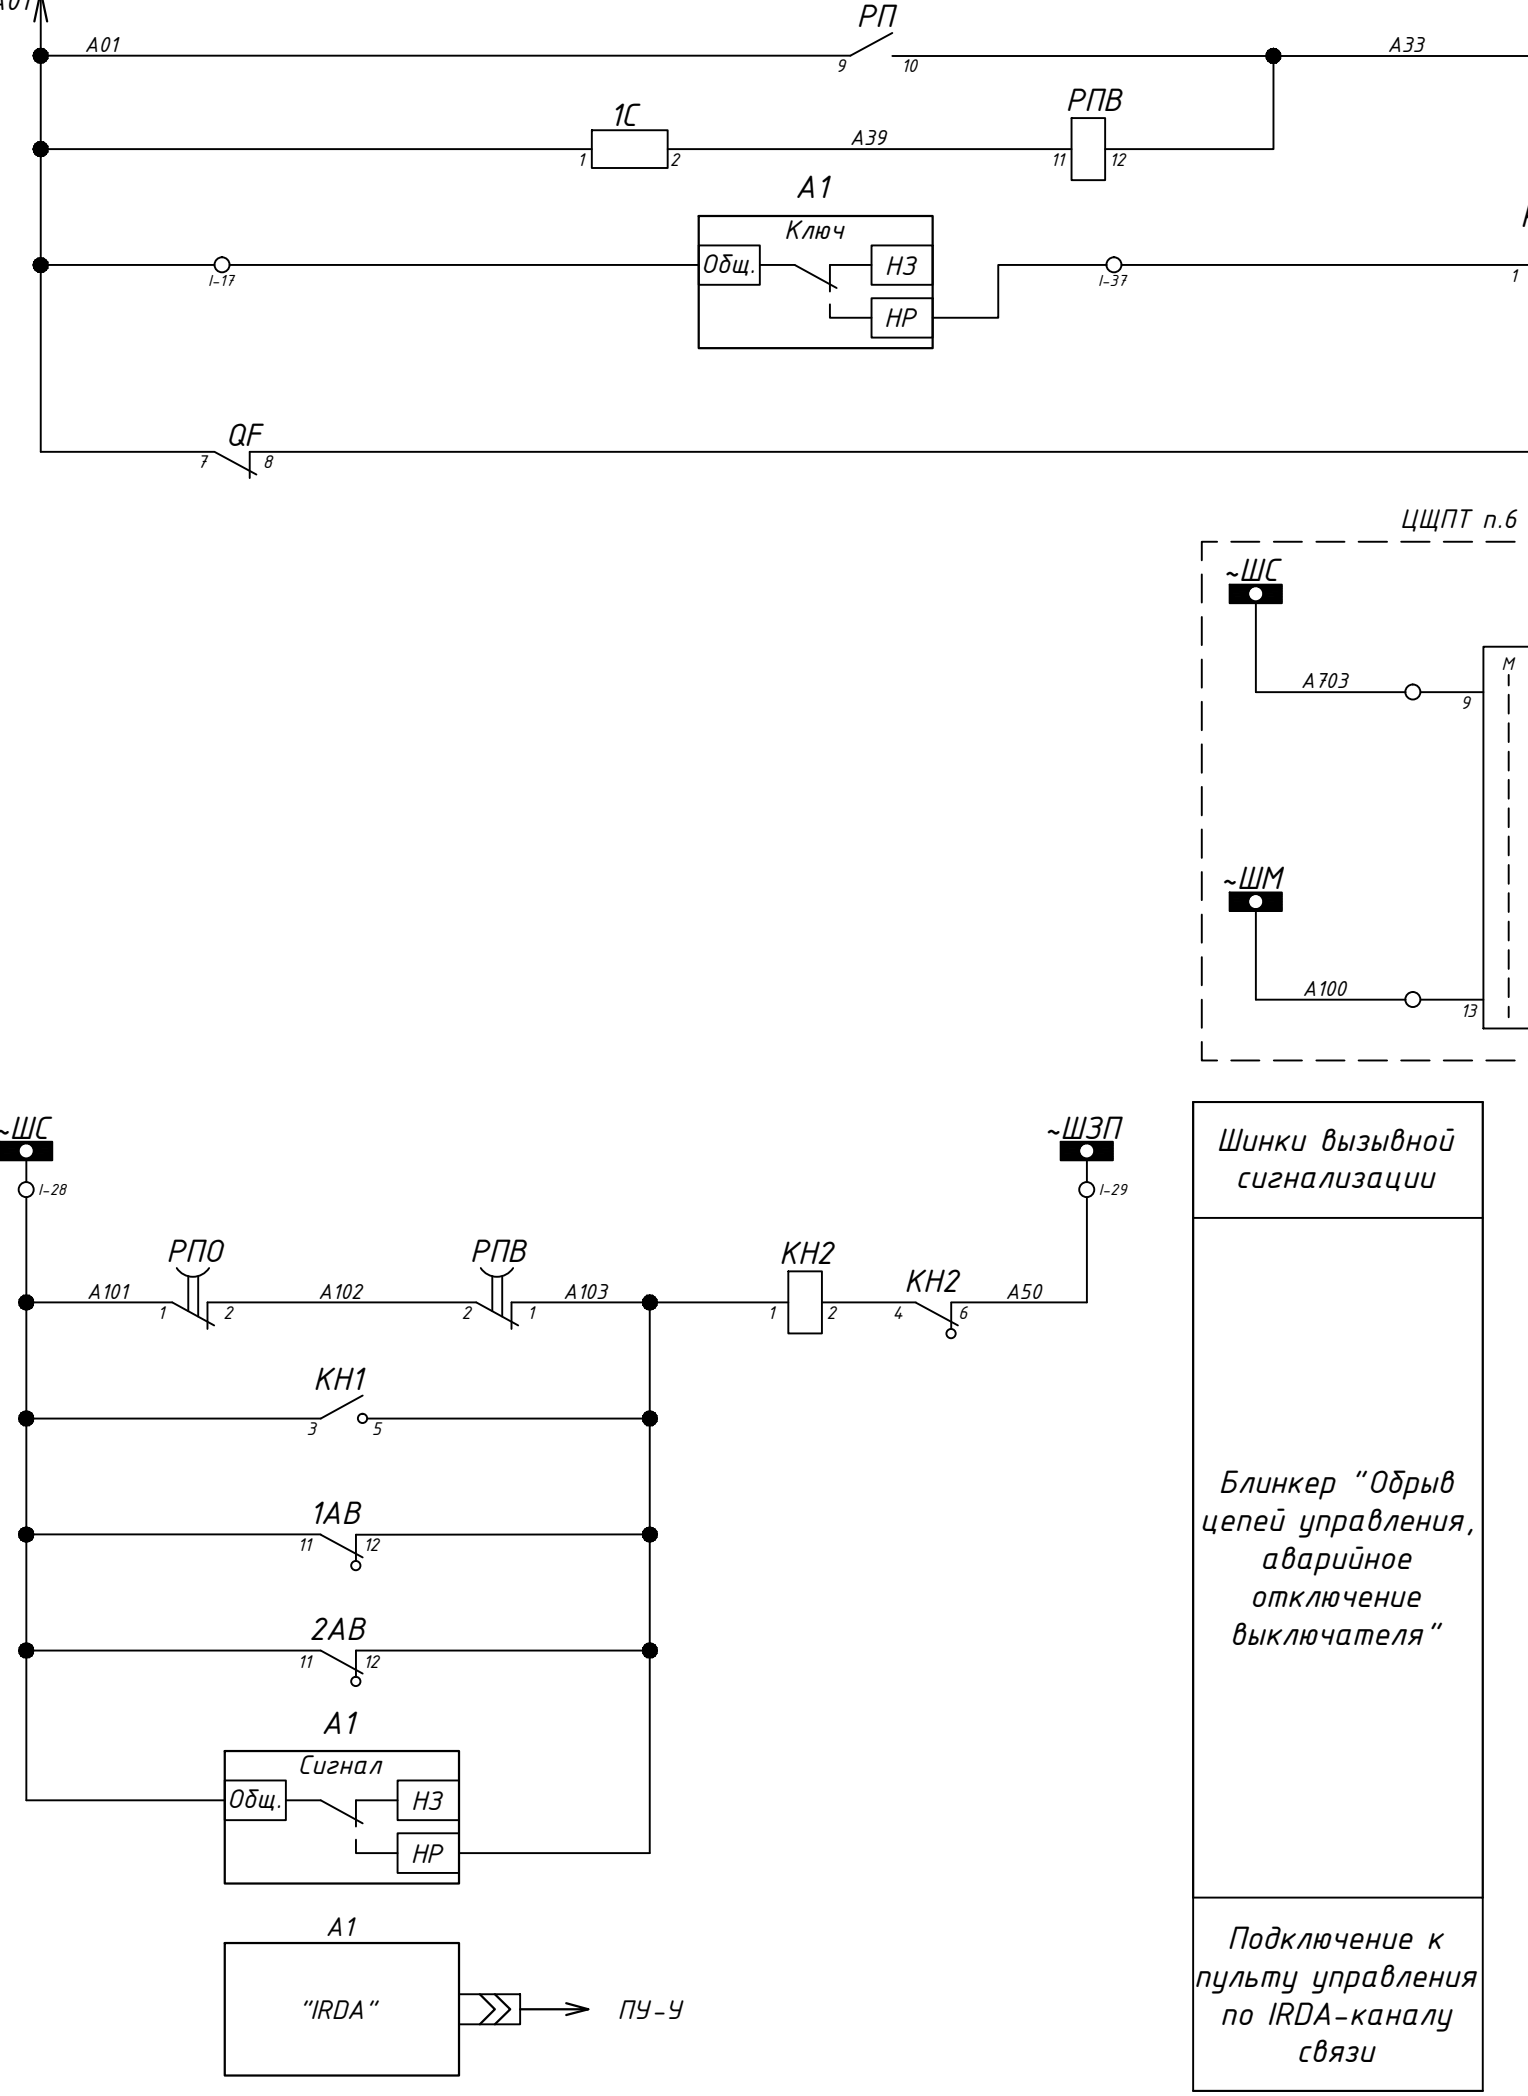 А01
А01
РП
А33
9
10
1С
РПВ
А39
1
2
11
12
А1
Ключ
Общ.
НЗ
НР
I-17
I-37
1
QF
7
8
ЦЩПТ п.6
~ШС
М
А703
9
~ШМ
А100
13
~ШС
I-28
~ШЗП
I-29
РПО
РПВ
КН2
КН2
А101
А102
А103
А50
1
2
2
1
1
2
4
6
КН1
3
5
1АВ
11
12
2АВ
11
12
А1
Сигнал
Общ.
НЗ
НР
А1
"IRDA"
ПУ-У
Шинки вызывной
сигнализации
Блинкер "Обрыв
цепей управления,
аварийное
отключение
выключателя"
Подключение к
пульту управления
по IRDA-каналу
связи